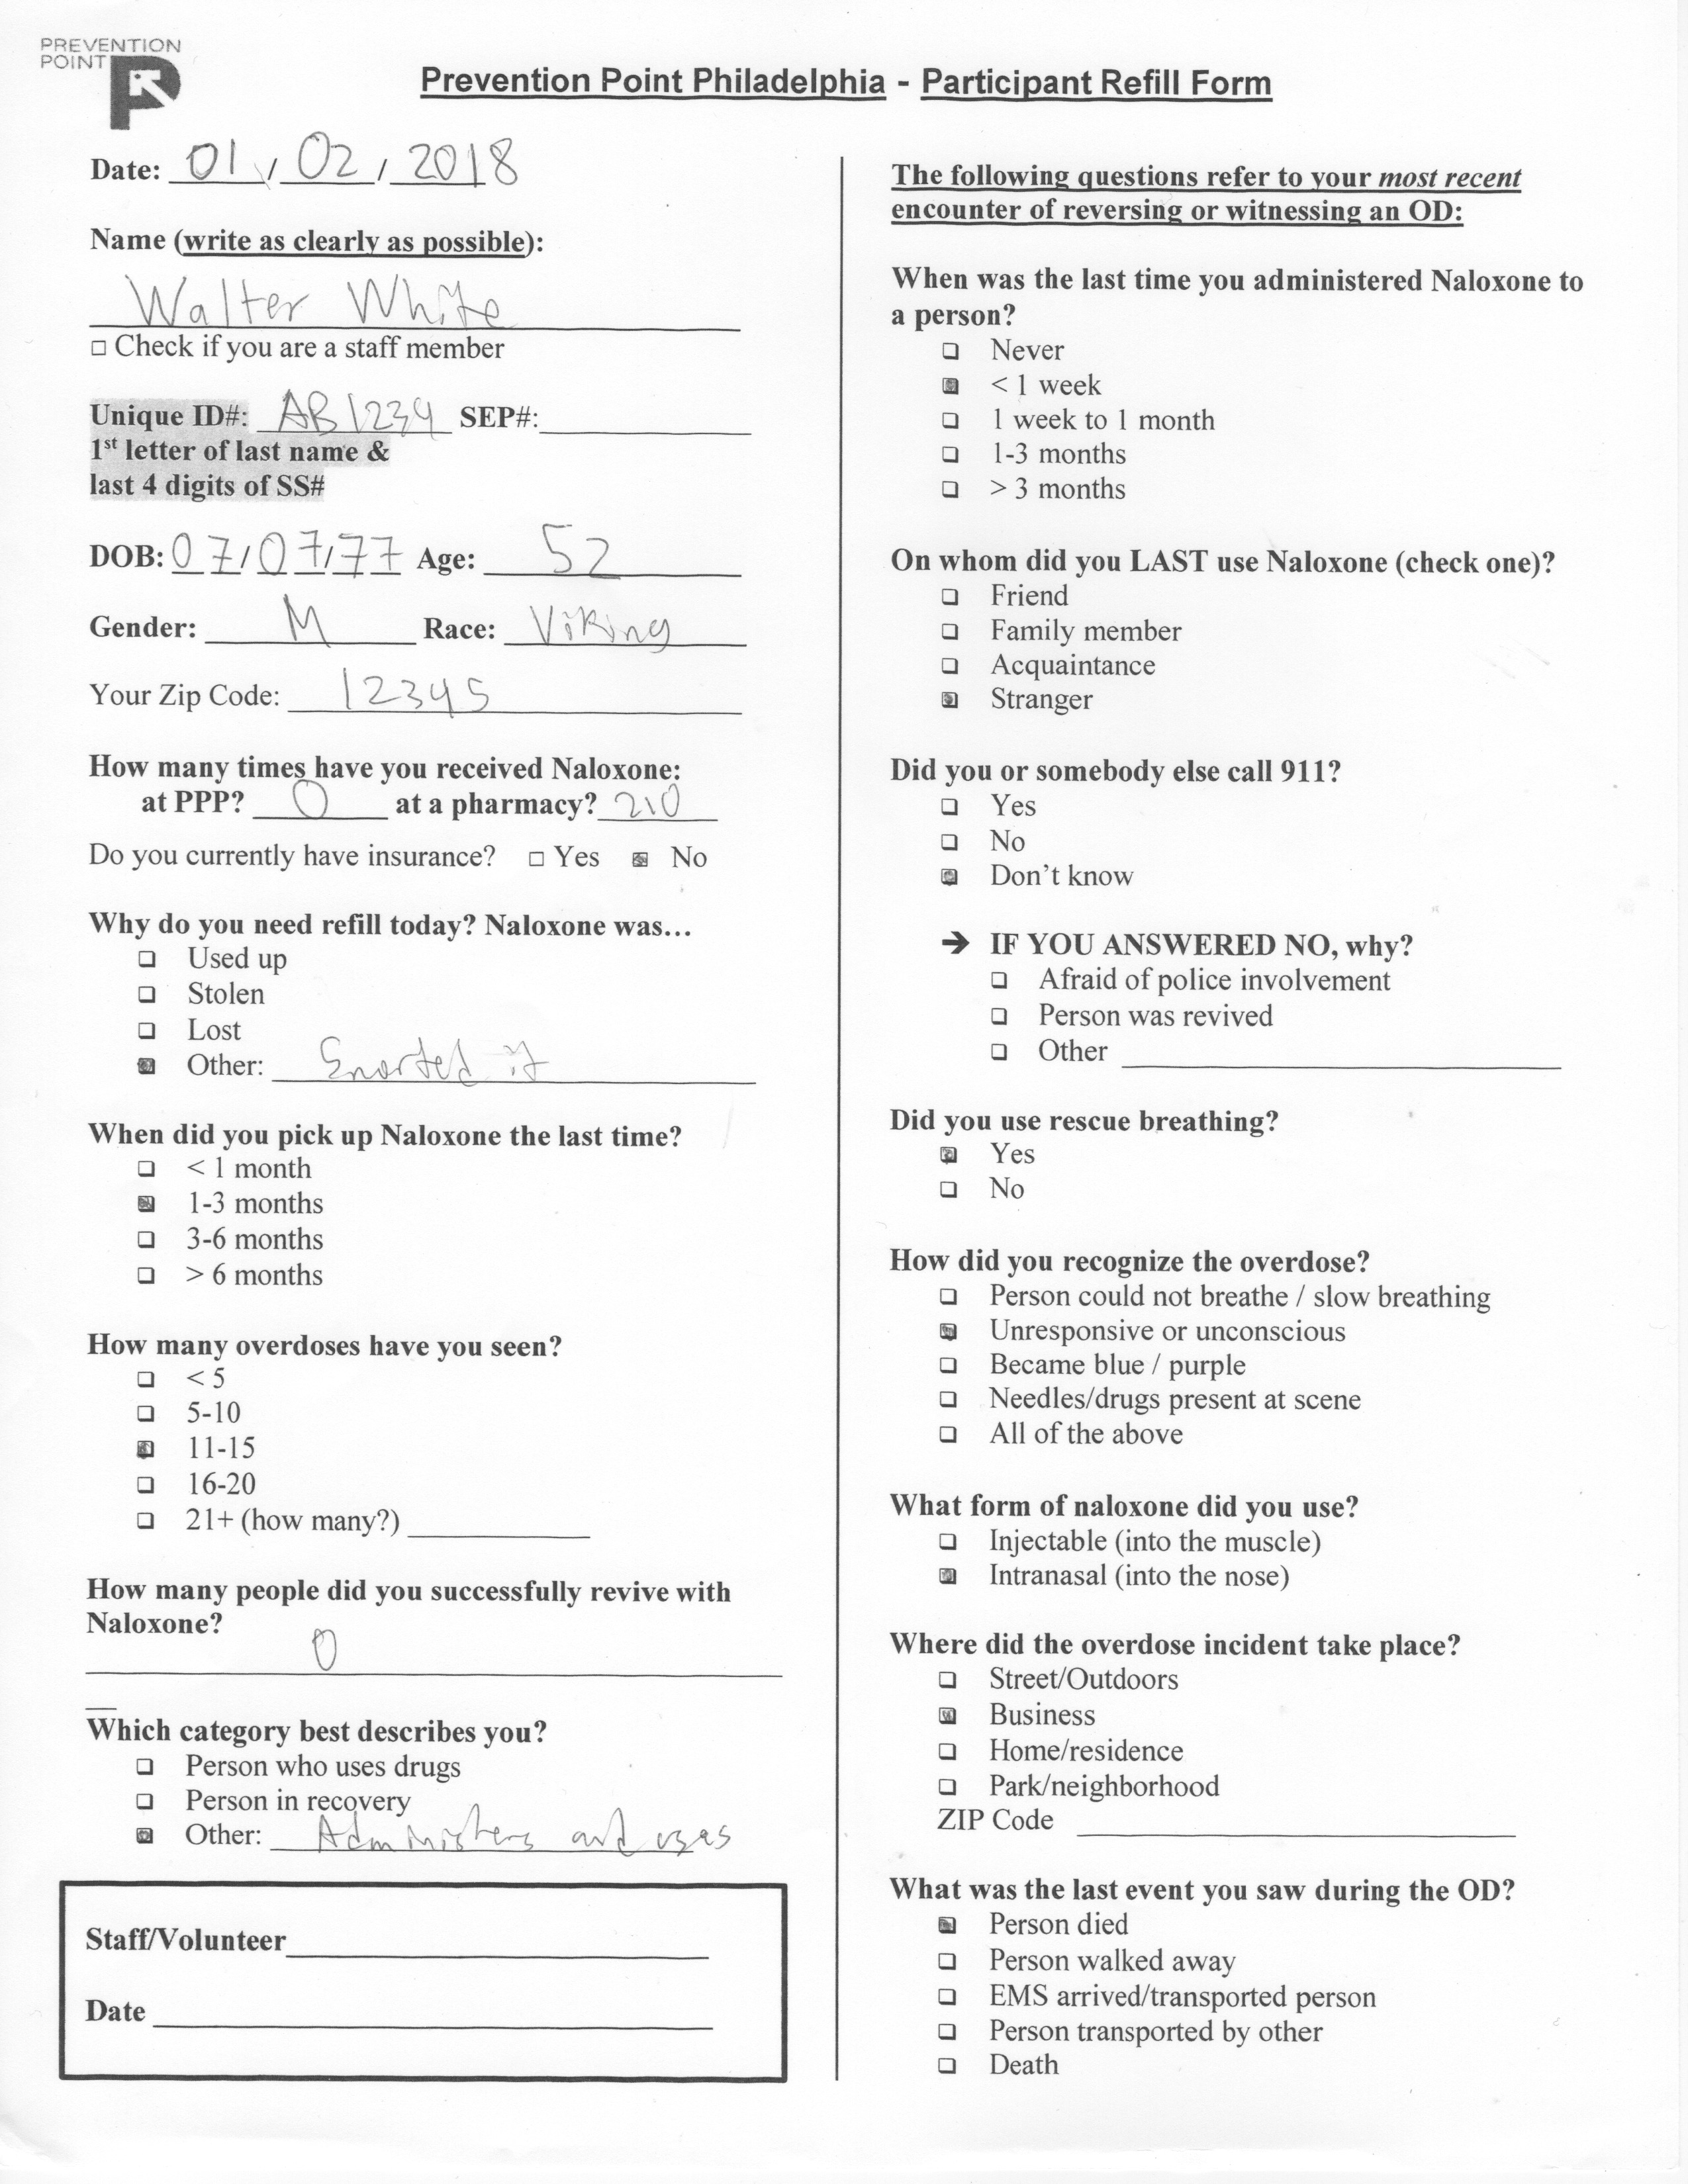 PREVENTION
POINT
Prevention Point Philadelphia - Participant Refill Form
Date: 01 / 02 / 2018
Name (write as clearly as possible):
Walter White
□ Check if you are a staff member
Unique ID#: AB1234 SEP#:
1st letter of last name &
last 4 digits of SS#
DOB: 07/07/77 Age: 52
Gender: M Race: Viking
Your Zip Code: 12345
How many times have you received Naloxone:
at PPP? 0 at a pharmacy? 210
Do you currently have insurance? □ Yes ■ No
Why do you need refill today? Naloxone was...
❑ Used up
❑ Stolen
❑ Lost
■ Other: Snorted it
When did you pick up Naloxone the last time?
❑ < 1 month
■ 1-3 months
❑ 3-6 months
❑ > 6 months
How many overdoses have you seen?
❑ < 5
❑ 5-10
■ 11-15
❑ 16-20
❑ 21+ (how many?)
How many people did you successfully revive with
Naloxone?
0
Which category best describes you?
❑ Person who uses drugs
❑ Person in recovery
■ Other: Administers and uses
Staff/Volunteer
Date
The following questions refer to your most recent
encounter of reversing or witnessing an OD:
When was the last time you administered Naloxone to
a person?
❑ Never
■ < 1 week
❑ 1 week to 1 month
❑ 1-3 months
❑ > 3 months
On whom did you LAST use Naloxone (check one)?
❑ Friend
❑ Family member
❑ Acquaintance
■ Stranger
Did you or somebody else call 911?
❑ Yes
❑ No
■ Don't know
➔ IF YOU ANSWERED NO, why?
❑ Afraid of police involvement
❑ Person was revived
❑ Other
Did you use rescue breathing?
■ Yes
❑ No
How did you recognize the overdose?
❑ Person could not breathe / slow breathing
■ Unresponsive or unconscious
❑ Became blue / purple
❑ Needles/drugs present at scene
❑ All of the above
What form of naloxone did you use?
❑ Injectable (into the muscle)
■ Intranasal (into the nose)
Where did the overdose incident take place?
❑ Street/Outdoors
■ Business
❑ Home/residence
❑ Park/neighborhood
ZIP Code
What was the last event you saw during the OD?
■ Person died
❑ Person walked away
❑ EMS arrived/transported person
❑ Person transported by other
❑ Death